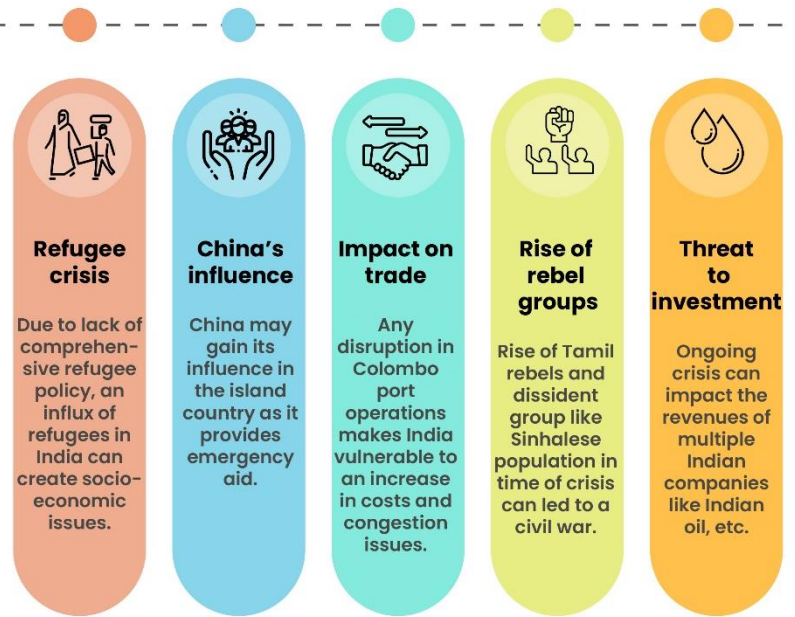 Refugee
crisis
Due to lack of
comprehen-
sive refugee
policy, an
influx of
refugees in
India can
create socio-
economic
issues.
China's
influence
China may
gain its
influence in
the island
country as it
provides
emergency
aid.
Impact on
trade
Any
disruption in
Colombo
port
operations
makes India
vulnerable to
an increase
in costs and
congestion
issues.
Rise of
rebel
groups
Rise of Tamil
rebels and
dissident
group like
Sinhalese
population in
time of crisis
can led to a
civil war.
Threat
to
investment
Ongoing
crisis can
impact the
revenues of
multiple
Indian
companies
like Indian
oil, etc.